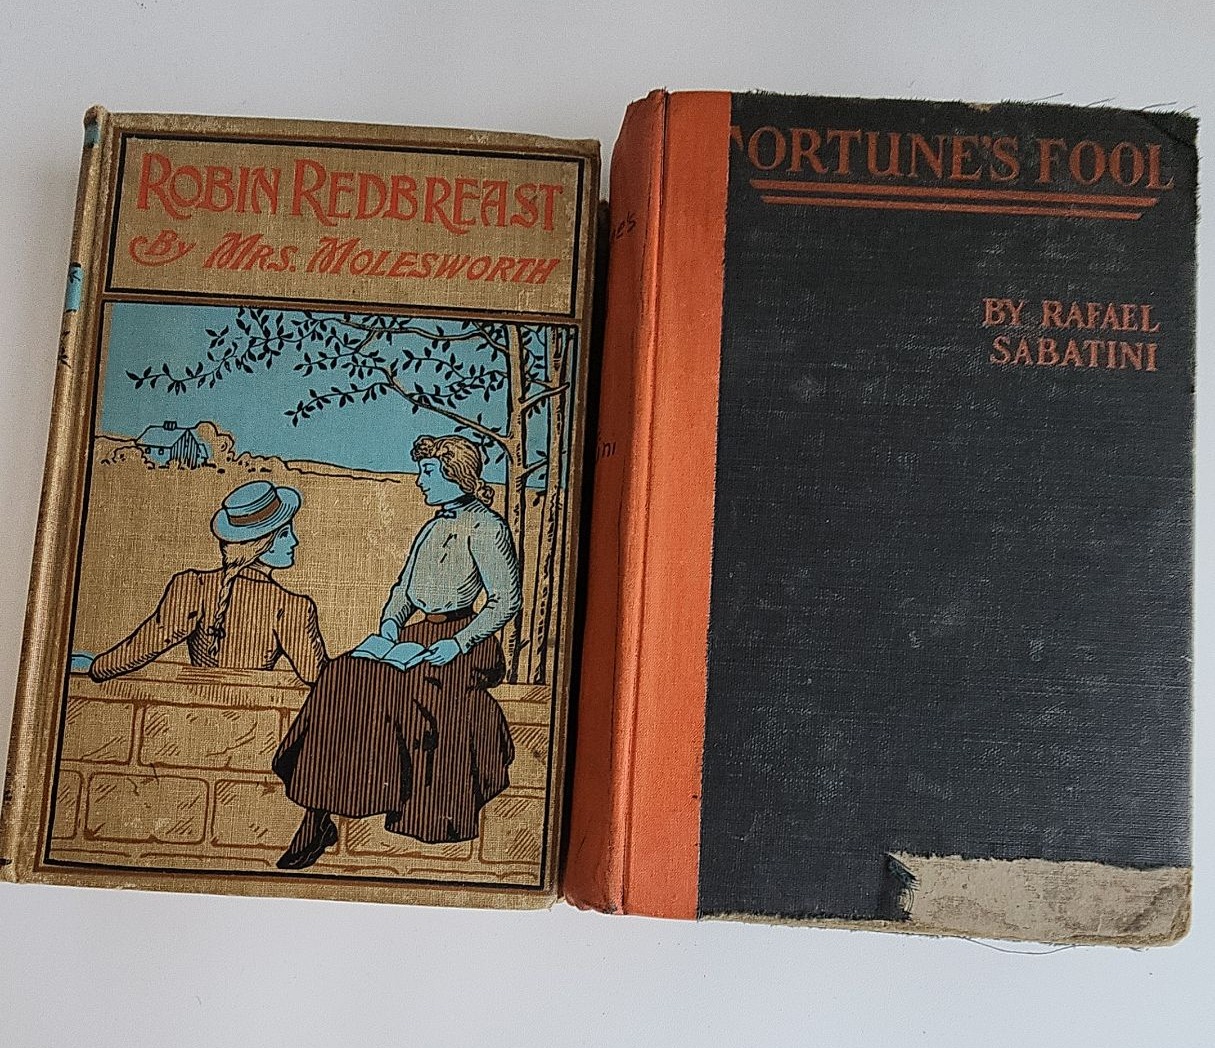 ROBIN REDBREAST
By MRS. MOLESWORTH
FORTUNE'S FOOL
BY RAFAEL
SABATINI